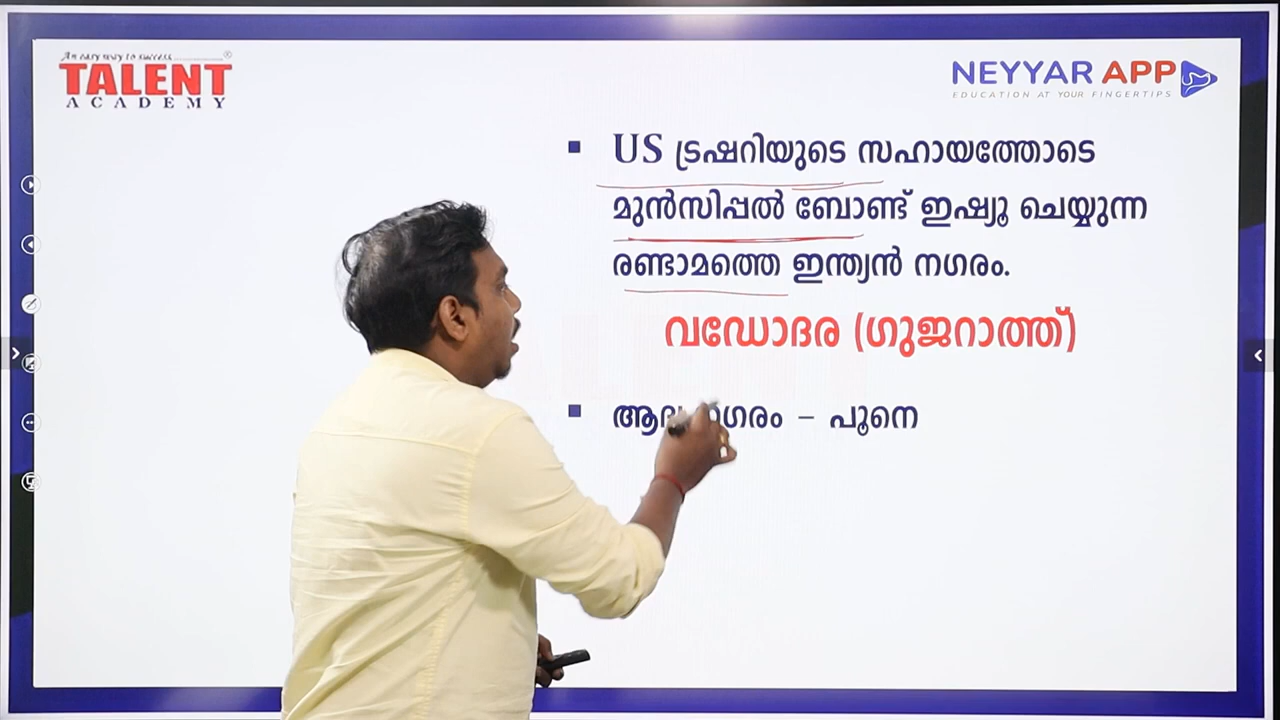 An easy way to success
TALENT
ACADEMY
NEYYAR APP
EDUCATION AT YOUR FINGERTIPS
US ട്രഷറിയുടെ സഹായത്തോടെ
മുൻസിപ്പൽ ബോണ്ട് ഇഷ്യൂ ചെയ്യുന്ന
രണ്ടാമത്തെ ഇന്ത്യൻ നഗരം.
വഡോദര (ഗുജറാത്ത്)
– പൂനെ